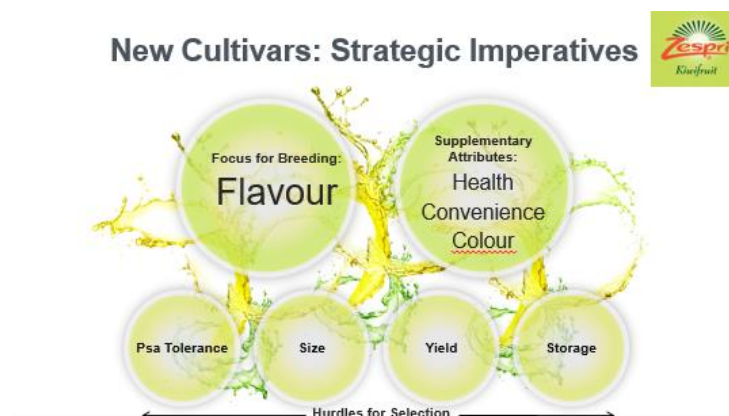 New Cultivars: Strategic Imperatives
Zespri
Kiwifruit
Focus for Breeding:
Flavour
Supplementary
Attributes:
Health
Convenience
Colour
Psa Tolerance
Size
Yield
Storage
Hurdles for Selection